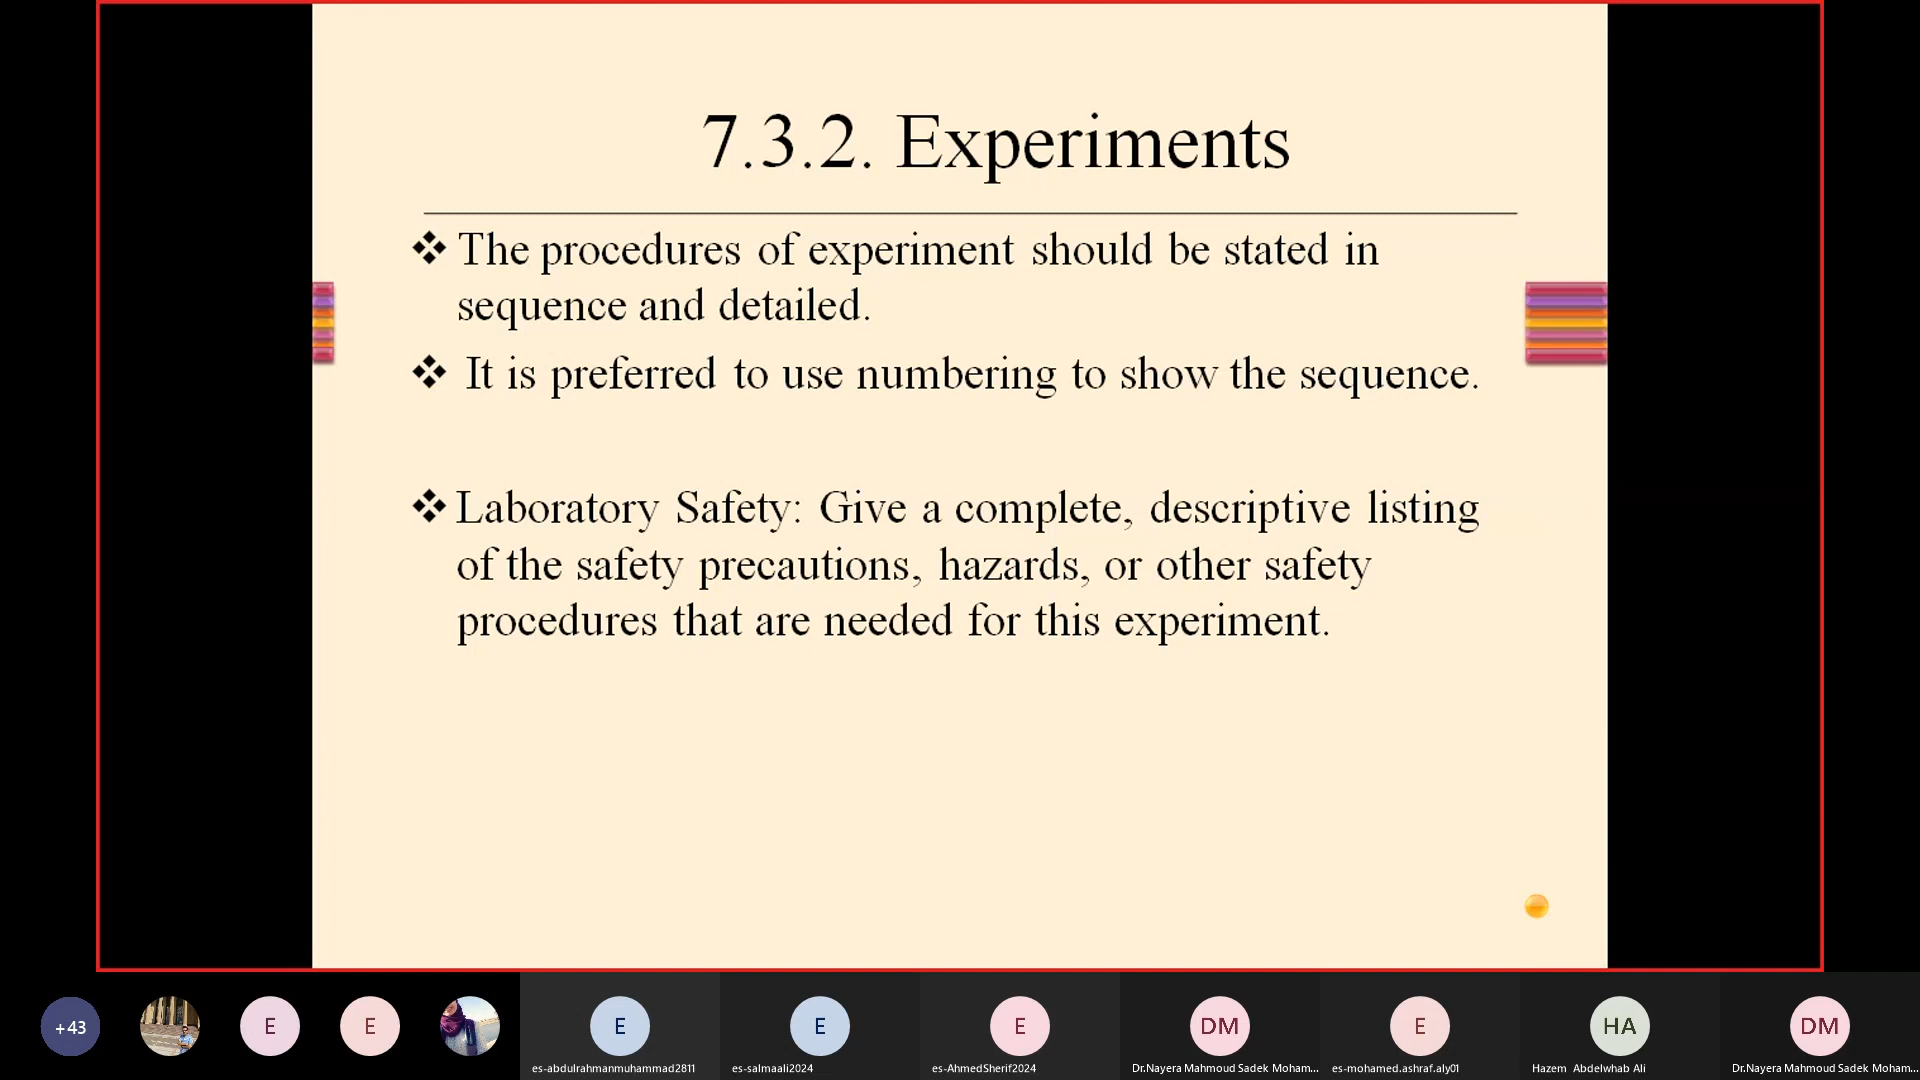 7.3.2. Experiments
❖ The procedures of experiment should be stated in
sequence and detailed.
❖ It is preferred to use numbering to show the sequence.
❖ Laboratory Safety: Give a complete, descriptive listing
of the safety precautions, hazards, or other safety
procedures that are needed for this experiment.
+43
E
E
E
E
E
DM
E
HA
DM
es-abdulrahmanmuhammad2811
es-salmaali2024
es-AhmedSherif2024
Dr.Nayera Mahmoud Sadek Moham...
es-mohamed.ashraf.aly01
Hazem Abdelwhab Ali
Dr.Nayera Mahmoud Sadek Moham...